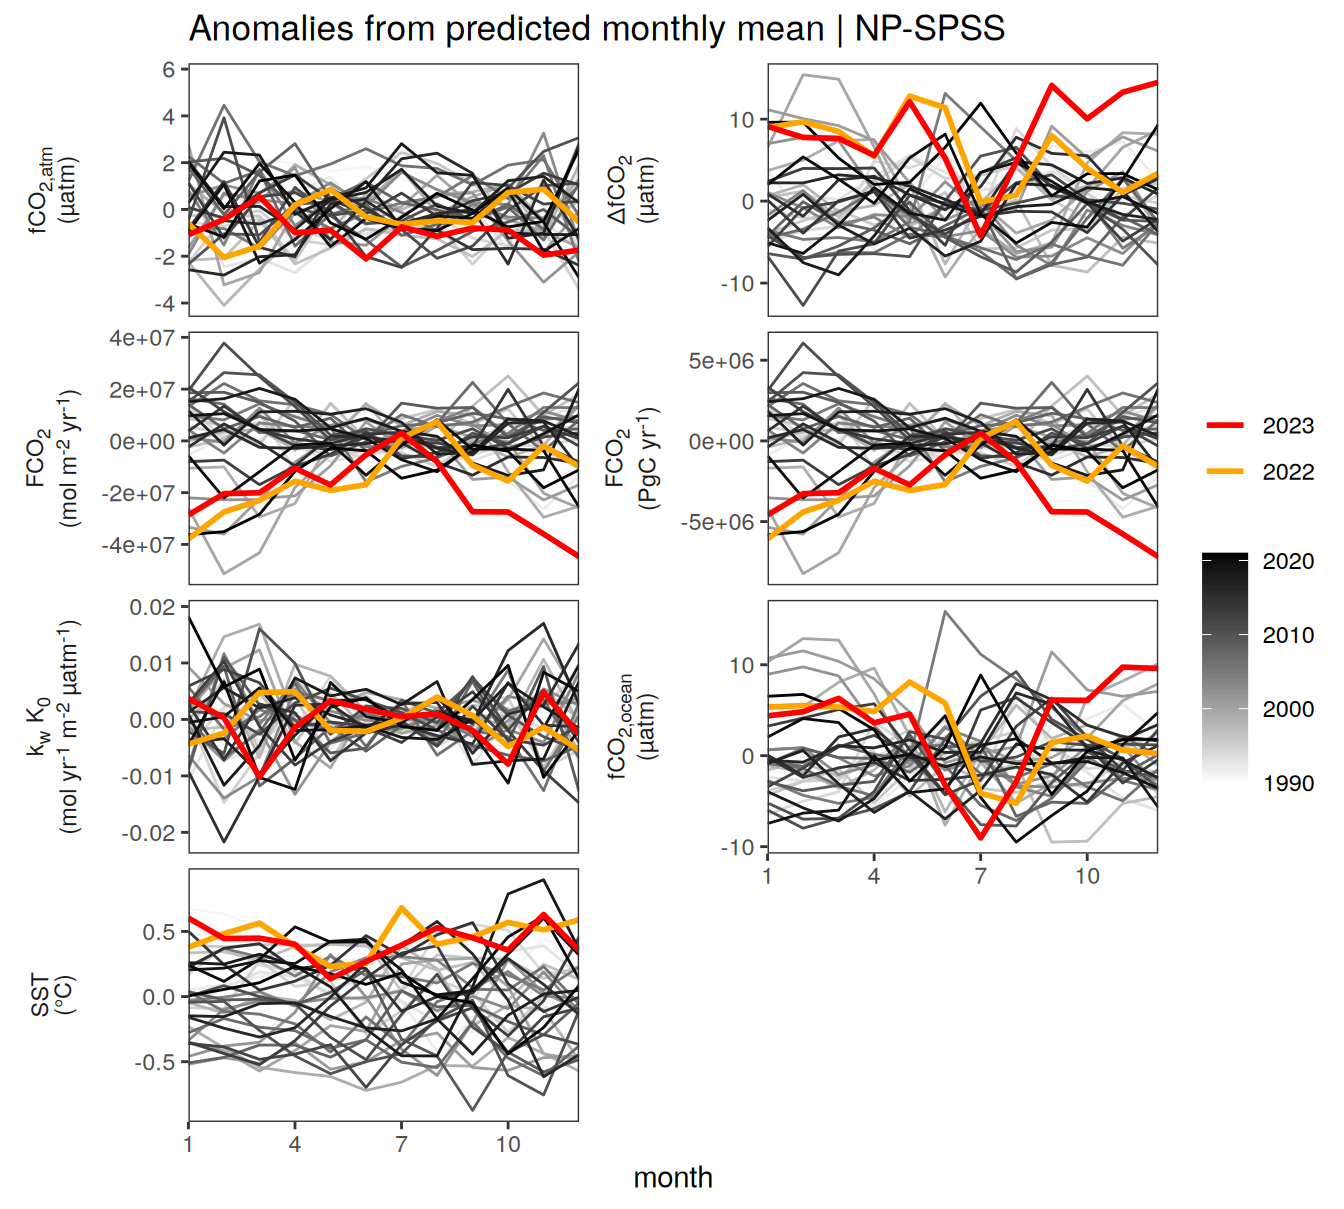 Anomalies from predicted monthly mean | NP-SPSS
fCO2,atm
(µatm)
6
4
2
0
-2
-4
ΔfCO2
(µatm)
10
0
-10
FCO2
(mol m-2 yr-1)
4e+07
2e+07
0e+00
-2e+07
-4e+07
FCO2
(PgC yr-1)
5e+06
0e+00
-5e+06
kw K0
(mol yr-1 m-2 µatm-1)
0.02
0.01
0.00
-0.01
-0.02
fCO2,ocean
(µatm)
10
0
-10
1 4 7 10
SST
(°C)
0.5
0.0
-0.5
1 4 7 10
month
2023
2022
2020
2010
2000
1990